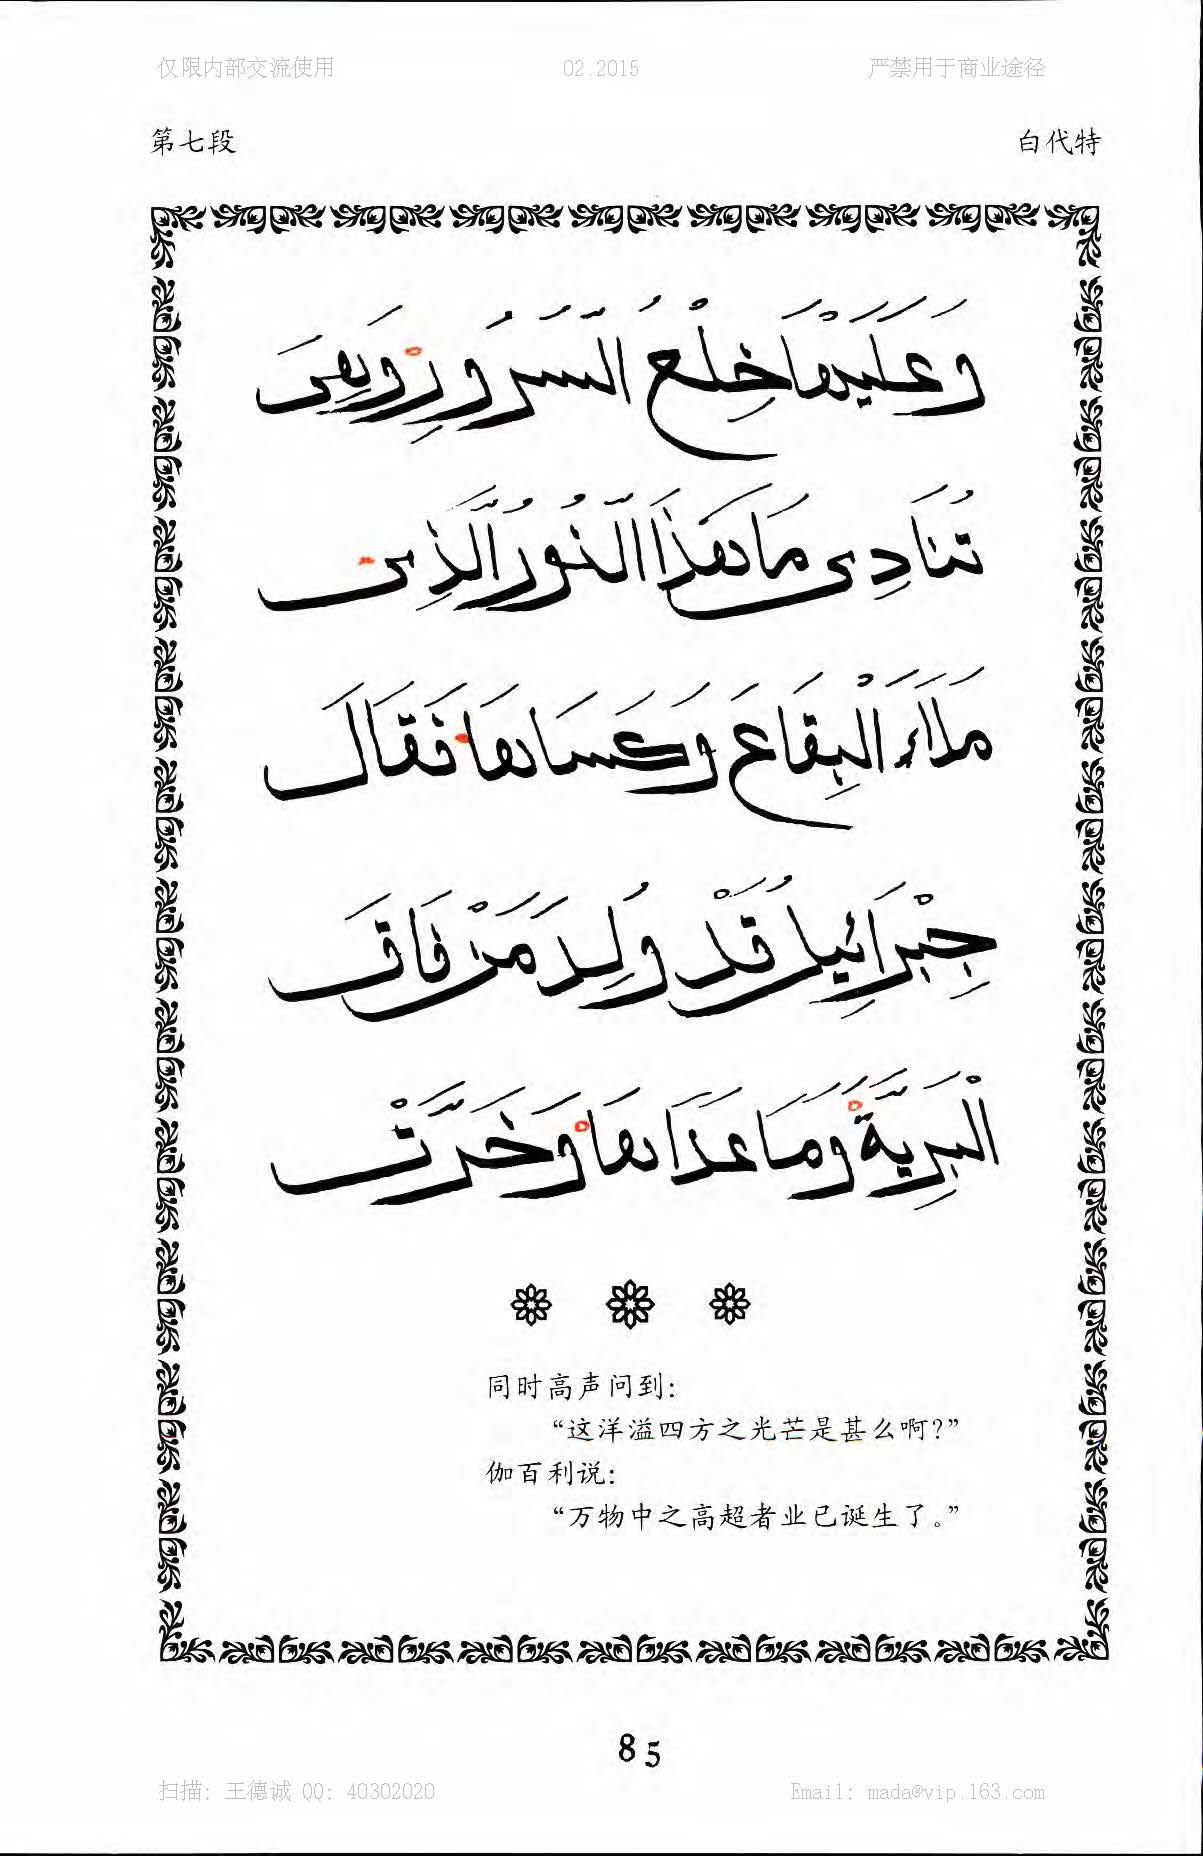 仅限内部交流使用 02.2015 严禁用于商业途径
第七段 白代特
وَعَلَيْهَا خِلَعُ السُّرُورِ وَهِىَ
تُنَادِى مَا هَذَا النُّورُ الَّذِى
مَلَاءَ الْبِقَاعَ وَكَسَاهَا فَقَالَ
جِبْرَائِيلُ قَدْ وُلِدَ مَنْ فَاقَ
الْبَرِيَّةَ وَمَا عَدَاهَا وَخَرَّتْ
同时高声问到：
“这洋溢四方之光芒是甚么啊？”
伽百利说：
“万物中之高超者业已诞生了。”
85
扫描: 王德诚 QQ: 40302020 Email: mada@vip.163.com